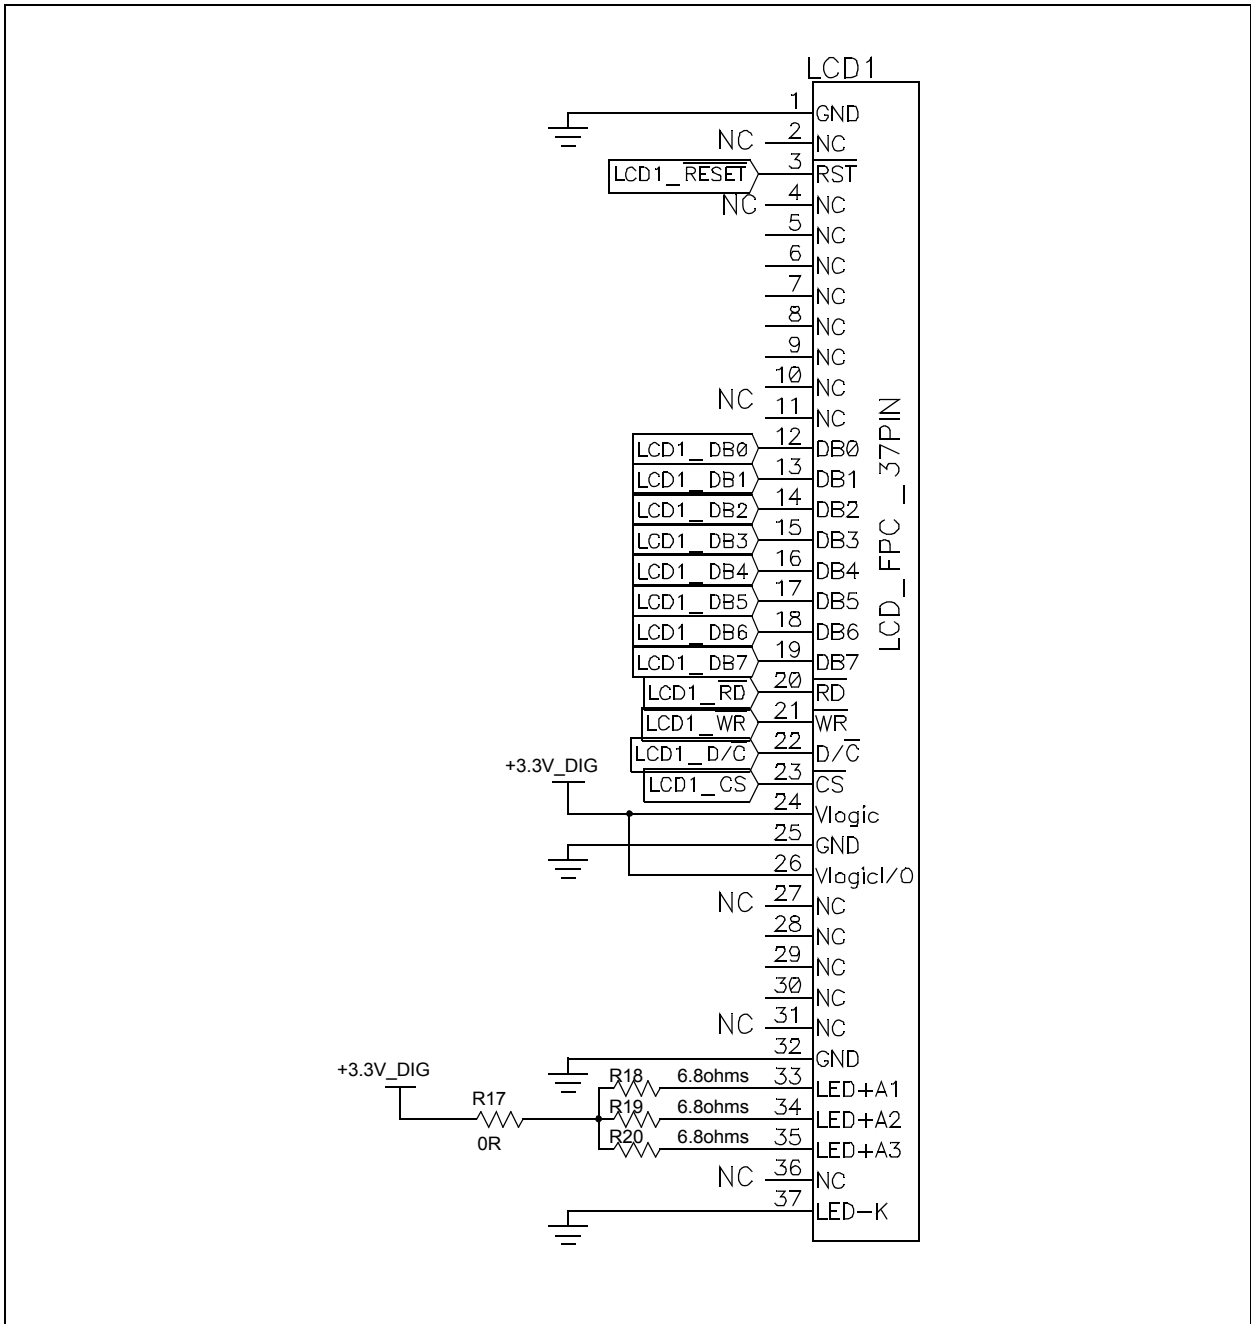 LCD1
1 GND
NC 2 NC
LCD1_RESET 3 RST
NC 4 NC
5 NC
6 NC
7 NC
8 NC
9 NC
10 NC
NC 11 NC
LCD1_DB0 12 DB0
LCD1_DB1 13 DB1
LCD1_DB2 14 DB2
LCD1_DB3 15 DB3
LCD1_DB4 16 DB4
LCD1_DB5 17 DB5
LCD1_DB6 18 DB6
LCD1_DB7 19 DB7
LCD1_RD 20 RD
LCD1_WR 21 WR
LCD1_D/C 22 D/C
+3.3V_DIG
LCD1_CS 23 CS
24 Vlogic
25 GND
26 VlogicI/O
NC 27 NC
28 NC
29 NC
30 NC
NC 31 NC
32 GND
+3.3V_DIG
R18 6.8ohms 33 LED+A1
R17 0R
R19 6.8ohms 34 LED+A2
R20 6.8ohms 35 LED+A3
NC 36 NC
37 LED-K
LCD_FPC_37PIN